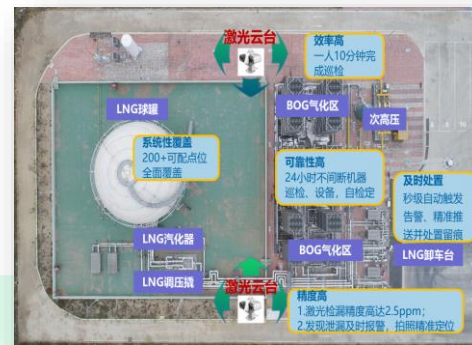 激光云台
效率高
一人10分钟完
成巡检
LNG球罐
BOG气化区
次高压
系统性覆盖
200+可配点位
全面覆盖
可靠性高
24小时不间断机器
巡检、设备，自检定
及时处置
秒级自动触发
告警、精准推
送并处置留痕
LNG汽化器
BOG气化区
LNG卸车台
LNG调压撬
激光云台
精度高
1.激光检漏精度高达2.5ppm；
2.发现泄漏及时报警，拍照精准定位